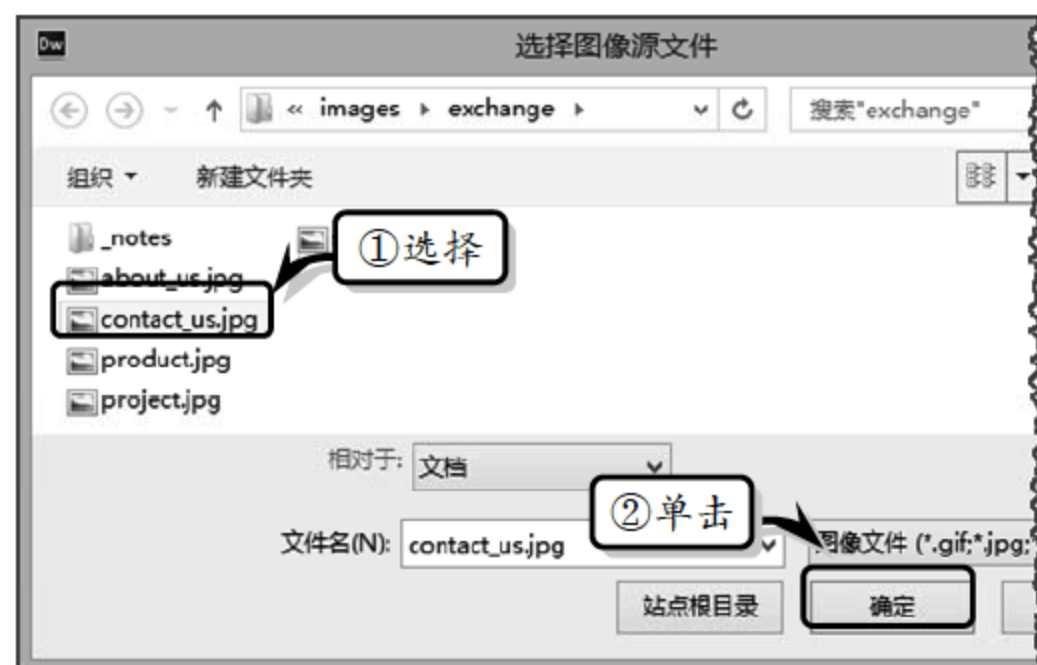 Dw 选择图像源文件
« images exchange 搜索"exchange"
组织 新建文件夹
_notes
①选择
about_us.jpg
contact_us.jpg
product.jpg
project.jpg
相对于: 文档
②单击
文件名(N): contact_us.jpg 图像文件 (*.gif;*.jpg;
站点根目录 确定